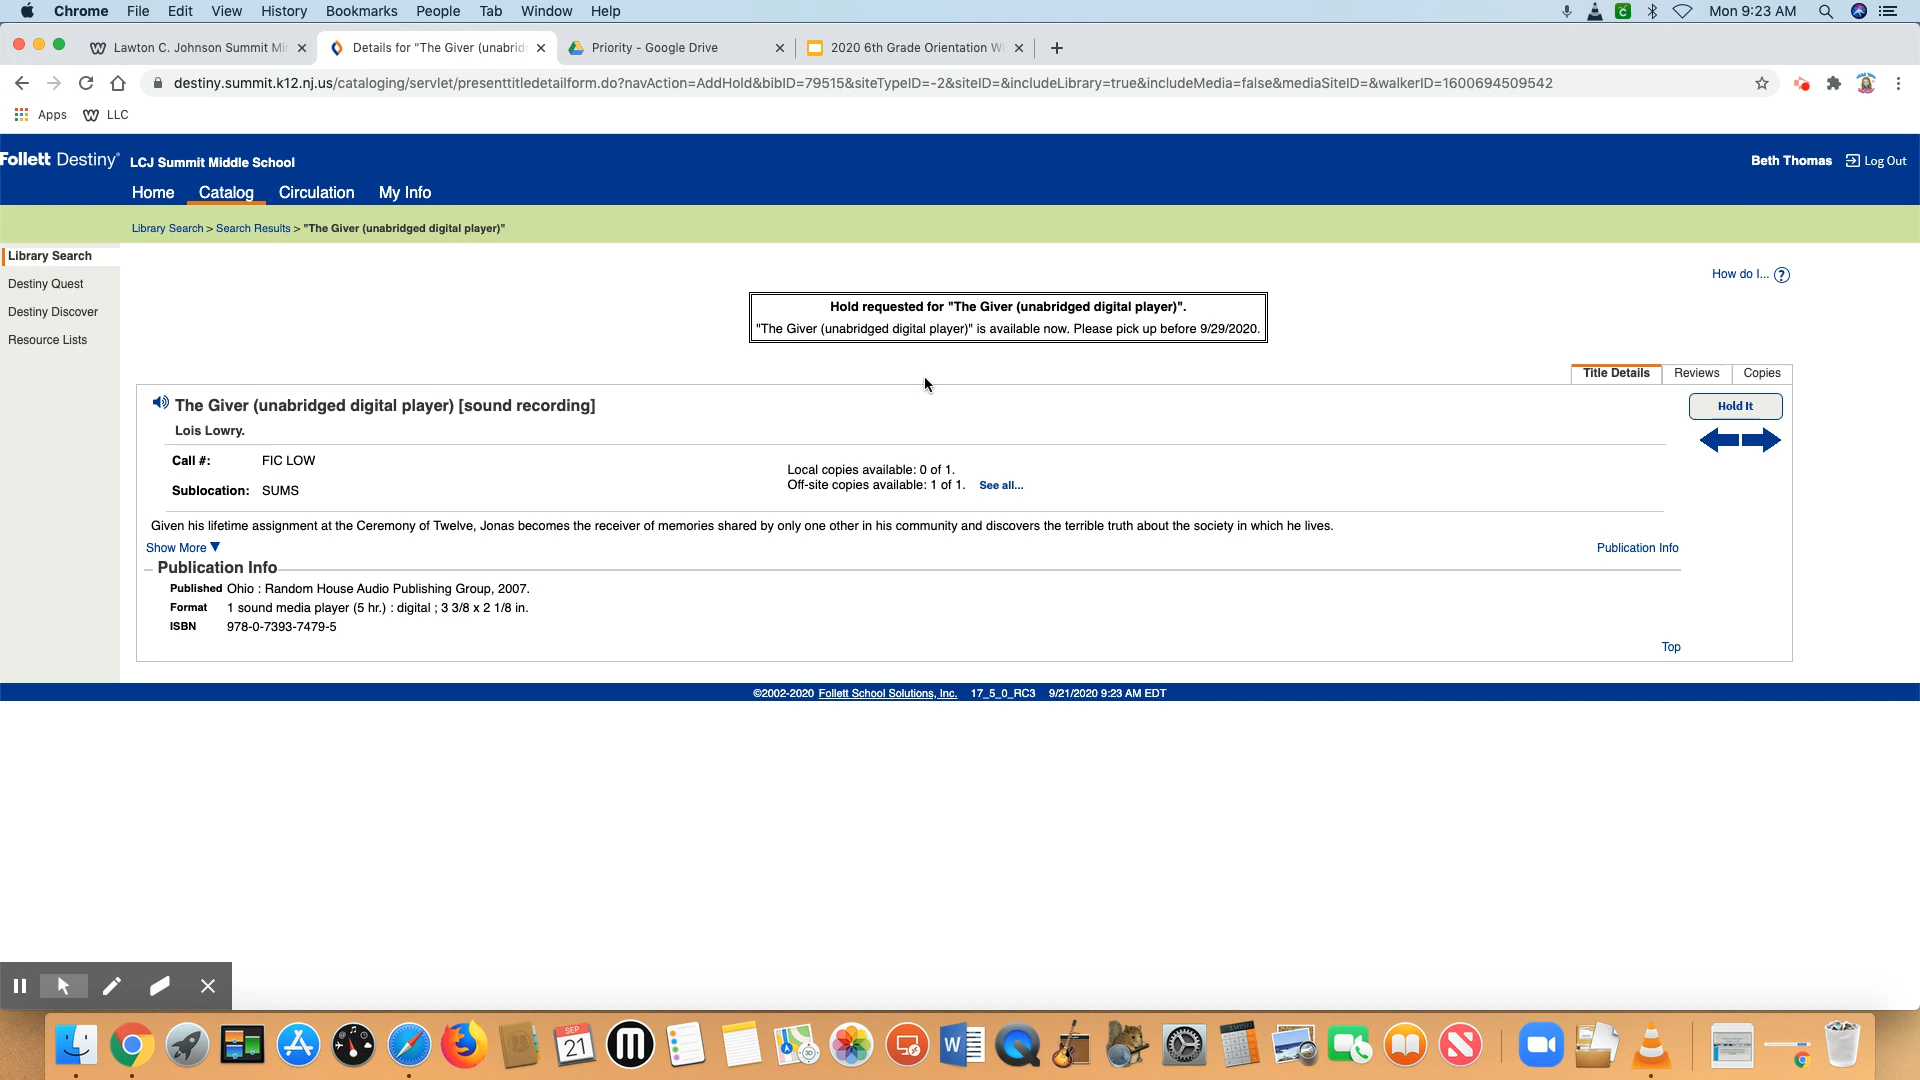 Chrome File Edit View History Bookmarks People Tab Window Help Mon 9:23 AM
Lawton C. Johnson Summit Mi
Details for "The Giver (unabrid
Priority - Google Drive
2020 6th Grade Orientation W
destiny.summit.k12.nj.us/cataloging/servlet/presenttitledetailform.do?navAction=AddHold&bibID=79515&siteTypeID=-2&siteID=&includeLibrary=true&includeMedia=false&mediaSiteID=&walkerID=1600694509542
Apps LLC
Follett Destiny LCJ Summit Middle School Beth Thomas Log Out
Home Catalog Circulation My Info
Library Search > Search Results > "The Giver (unabridged digital player)"
Library Search
Destiny Quest
Destiny Discover
Resource Lists
How do I... ?
Hold requested for "The Giver (unabridged digital player)".
"The Giver (unabridged digital player)" is available now. Please pick up before 9/29/2020.
Title Details Reviews Copies
The Giver (unabridged digital player) [sound recording]
Hold It
Lois Lowry.
Call #: FIC LOW
Local copies available: 0 of 1.
Off-site copies available: 1 of 1. See all...
Sublocation: SUMS
Given his lifetime assignment at the Ceremony of Twelve, Jonas becomes the receiver of memories shared by only one other in his community and discovers the terrible truth about the society in which he lives.
Show More ▼ Publication Info
Publication Info
Published Ohio : Random House Audio Publishing Group, 2007.
Format 1 sound media player (5 hr.) : digital ; 3 3/8 x 2 1/8 in.
ISBN 978-0-7393-7479-5
Top
©2002-2020 Follett School Solutions, Inc. 17_5_0_RC3 9/21/2020 9:23 AM EDT
SEP
21